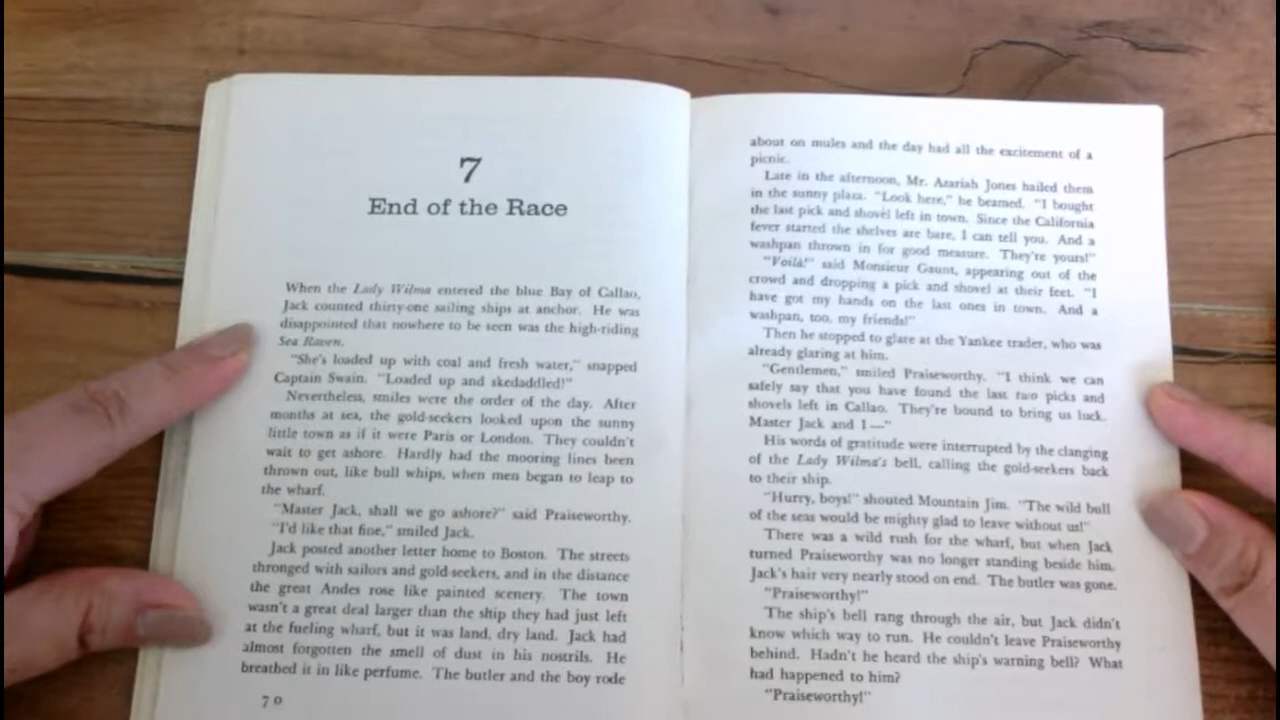 7
End of the Race
When the Lady Wilma entered the blue Bay of Callao,
Jack counted thirty-one sailing ships at anchor. He was
disappointed that nowhere to be seen was the high-riding
Sea Raven.
"She's loaded up with coal and fresh water," snapped
Captain Swain. "Loaded up and skedaddled!"
Nevertheless, smiles were the order of the day. After
months at sea, the gold-seekers looked upon the sunny
little town as if it were Paris or London. They couldn't
wait to get ashore. Hardly had the mooring lines been
thrown out, like bull whips, when men began to leap to
the wharf.
"Master Jack, shall we go ashore?" said Praiseworthy.
"I'd like that fine," smiled Jack.
Jack posted another letter home to Boston. The streets
thronged with sailors and gold-seekers, and in the distance
the great Andes rose like painted scenery. The town
wasn't a great deal larger than the ship they had just left
at the fueling wharf, but it was land, dry land. Jack had
almost forgotten the smell of dust in his nostrils. He
breathed it in like perfume. The butler and the boy rode
70
about on mules and the day had all the excitement of a
picnic.
Late in the afternoon, Mr. Azariah Jones hailed them
in the sunny plaza. "Look here," he beamed. "I bought
the last pick and shovel left in town. Since the California
fever started the shelves are bare, I can tell you. And a
washpan thrown in for good measure. They're yours!"
"Voilà!" said Monsieur Gaunt, appearing out of the
crowd and dropping a pick and shovel at their feet. "I
have got my hands on the last ones in town. And a
washpan, too, my friends!"
Then he stopped to glare at the Yankee trader, who was
already glaring at him.
"Gentlemen," smiled Praiseworthy. "I think we can
safely say that you have found the last two picks and
shovels left in Callao. They're bound to bring us luck.
Master Jack and I—"
His words of gratitude were interrupted by the clanging
of the Lady Wilma's bell, calling the gold-seekers back
to their ship.
"Hurry, boys!" shouted Mountain Jim. "The wild bull
of the seas would be mighty glad to leave without us!"
There was a wild rush for the wharf, but when Jack
turned Praiseworthy was no longer standing beside him.
Jack's hair very nearly stood on end. The butler was gone.
"Praiseworthy!"
The ship's bell rang through the air, but Jack didn't
know which way to run. He couldn't leave Praiseworthy
behind. Hadn't he heard the ship's warning bell? What
had happened to him?
"Praiseworthy!"